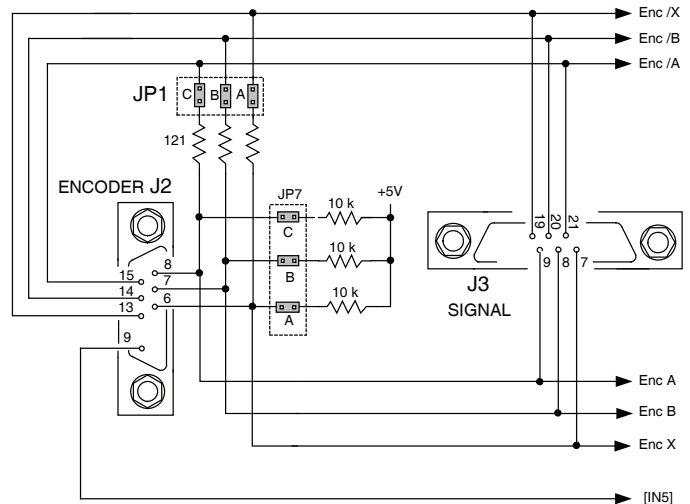 Enc /X
Enc /B
Enc /A
JP1
C
B
A
121
ENCODER J2
JP7
+5V
10 k
C
10 k
B
10 k
A
8
15
7
14
6
13
9
19
20
21
9
8
7
J3
SIGNAL
Enc A
Enc B
Enc X
[IN5]